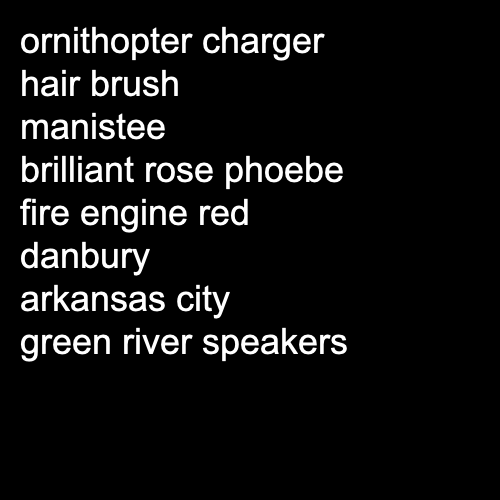 ornithopter charger
hair brush
manistee
brilliant rose phoebe
fire engine red
danbury
arkansas city
green river speakers